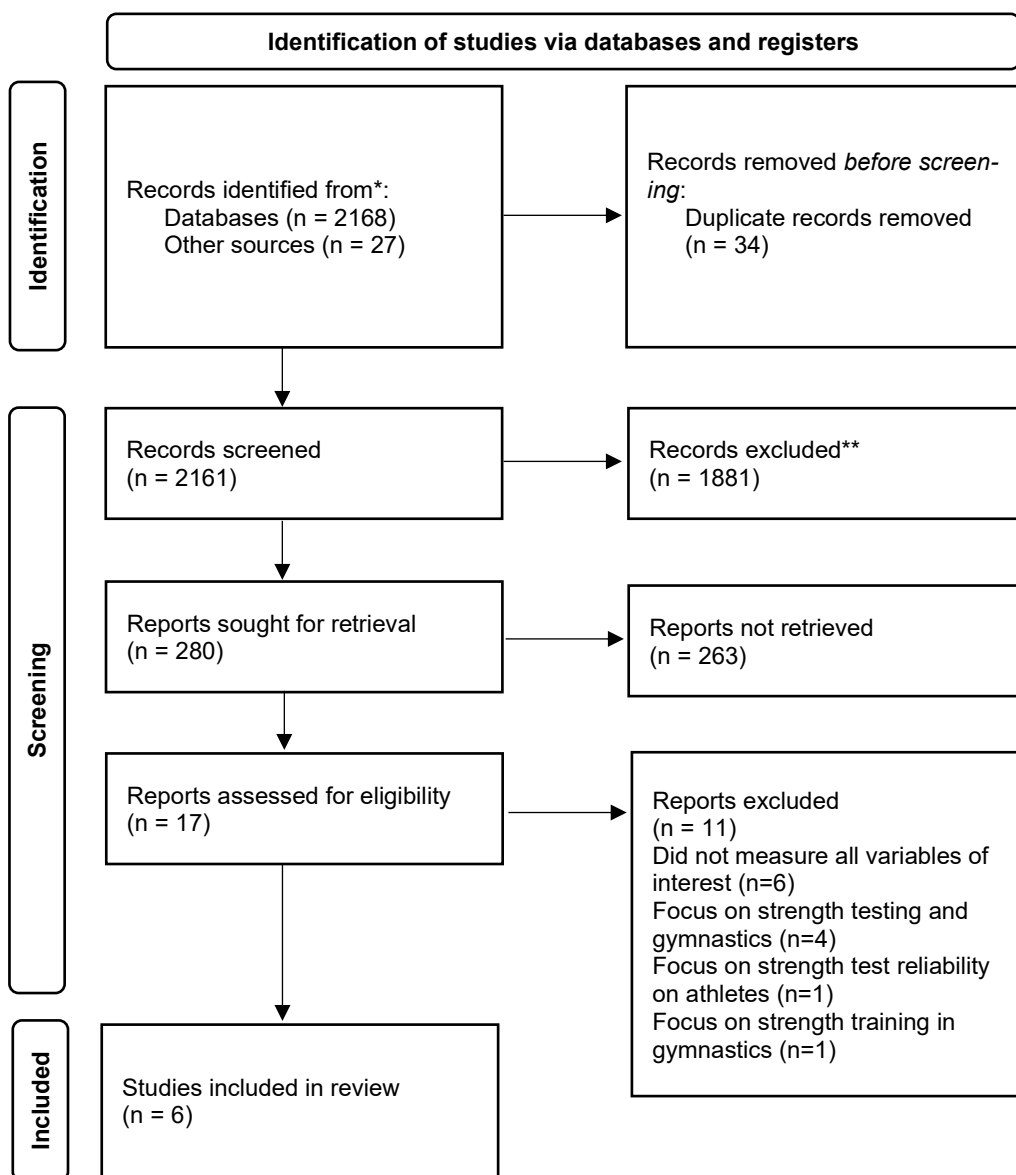 Identification of studies via databases and registers
Identification
Records identified from*:
Databases (n = 2168)
Other sources (n = 27)
Records removed before screen-
ing:
Duplicate records removed
(n = 34)
Screening
Records screened
(n = 2161)
Records excluded**
(n = 1881)
Reports sought for retrieval
(n = 280)
Reports not retrieved
(n = 263)
Reports assessed for eligibility
(n = 17)
Reports excluded
(n = 11)
Did not measure all variables of
interest (n=6)
Focus on strength testing and
gymnastics (n=4)
Focus on strength test reliability
on athletes (n=1)
Focus on strength training in
gymnastics (n=1)
Included
Studies included in review
(n = 6)